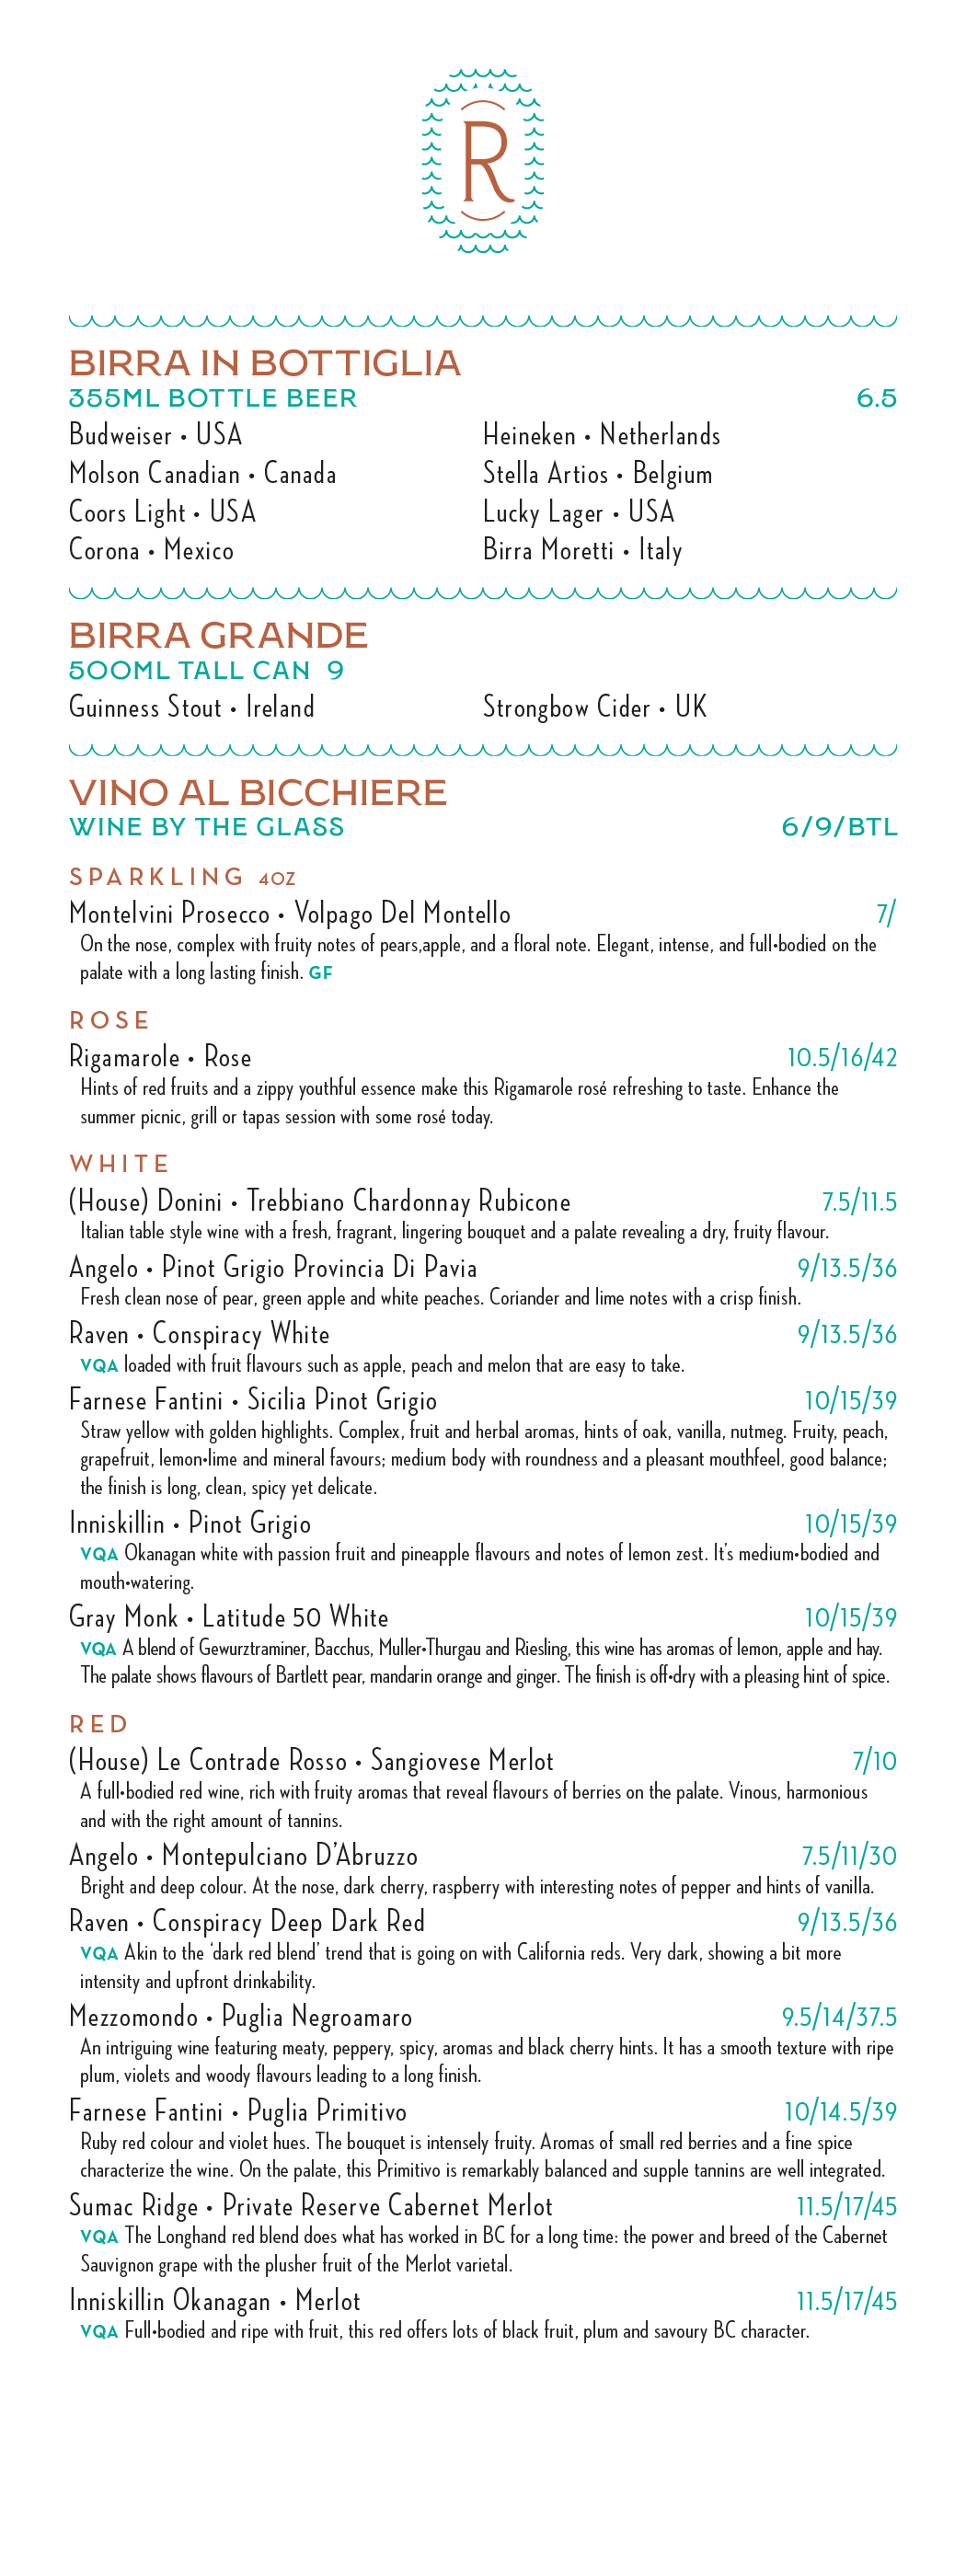 R
BIRRA IN BOTTIGLIA
355ML BOTTLE BEER 6.5
Budweiser • USA Heineken • Netherlands
Molson Canadian • Canada Stella Artios • Belgium
Coors Light • USA Lucky Lager • USA
Corona • Mexico Birra Moretti • Italy
BIRRA GRANDE
500ML TALL CAN 9
Guinness Stout • Ireland Strongbow Cider • UK
VINO AL BICCHIERE
WINE BY THE GLASS 6/9/BTL
SPARKLING 4OZ
Montelvini Prosecco • Volpago Del Montello 7/
On the nose, complex with fruity notes of pears,apple, and a floral note. Elegant, intense, and full•bodied on the
palate with a long lasting finish. GF
ROSE
Rigamarole • Rose 10.5/16/42
Hints of red fruits and a zippy youthful essence make this Rigamarole rosé refreshing to taste. Enhance the
summer picnic, grill or tapas session with some rosé today.
WHITE
(House) Donini • Trebbiano Chardonnay Rubicone 7.5/11.5
Italian table style wine with a fresh, fragrant, lingering bouquet and a palate revealing a dry, fruity flavour.
Angelo • Pinot Grigio Provincia Di Pavia 9/13.5/36
Fresh clean nose of pear, green apple and white peaches. Coriander and lime notes with a crisp finish.
Raven • Conspiracy White 9/13.5/36
VQA loaded with fruit flavours such as apple, peach and melon that are easy to take.
Farnese Fantini • Sicilia Pinot Grigio 10/15/39
Straw yellow with golden highlights. Complex, fruit and herbal aromas, hints of oak, vanilla, nutmeg. Fruity, peach,
grapefruit, lemon•lime and mineral favours; medium body with roundness and a pleasant mouthfeel, good balance;
the finish is long, clean, spicy yet delicate.
Inniskillin • Pinot Grigio 10/15/39
VQA Okanagan white with passion fruit and pineapple flavours and notes of lemon zest. It's medium•bodied and
mouth•watering.
Gray Monk • Latitude 50 White 10/15/39
VQA A blend of Gewurztraminer, Bacchus, Muller•Thurgau and Riesling, this wine has aromas of lemon, apple and hay.
The palate shows flavours of Bartlett pear, mandarin orange and ginger. The finish is off•dry with a pleasing hint of spice.
RED
(House) Le Contrade Rosso • Sangiovese Merlot 7/10
A full•bodied red wine, rich with fruity aromas that reveal flavours of berries on the palate. Vinous, harmonious
and with the right amount of tannins.
Angelo • Montepulciano D'Abruzzo 7.5/11/30
Bright and deep colour. At the nose, dark cherry, raspberry with interesting notes of pepper and hints of vanilla.
Raven • Conspiracy Deep Dark Red 9/13.5/36
VQA Akin to the 'dark red blend' trend that is going on with California reds. Very dark, showing a bit more
intensity and upfront drinkability.
Mezzomondo • Puglia Negroamaro 9.5/14/37.5
An intriguing wine featuring meaty, peppery, spicy, aromas and black cherry hints. It has a smooth texture with ripe
plum, violets and woody flavours leading to a long finish.
Farnese Fantini • Puglia Primitivo 10/14.5/39
Ruby red colour and violet hues. The bouquet is intensely fruity. Aromas of small red berries and a fine spice
characterize the wine. On the palate, this Primitivo is remarkably balanced and supple tannins are well integrated.
Sumac Ridge • Private Reserve Cabernet Merlot 11.5/17/45
VQA The Longhand red blend does what has worked in BC for a long time: the power and breed of the Cabernet
Sauvignon grape with the plusher fruit of the Merlot varietal.
Inniskillin Okanagan • Merlot 11.5/17/45
VQA Full•bodied and ripe with fruit, this red offers lots of black fruit, plum and savoury BC character.